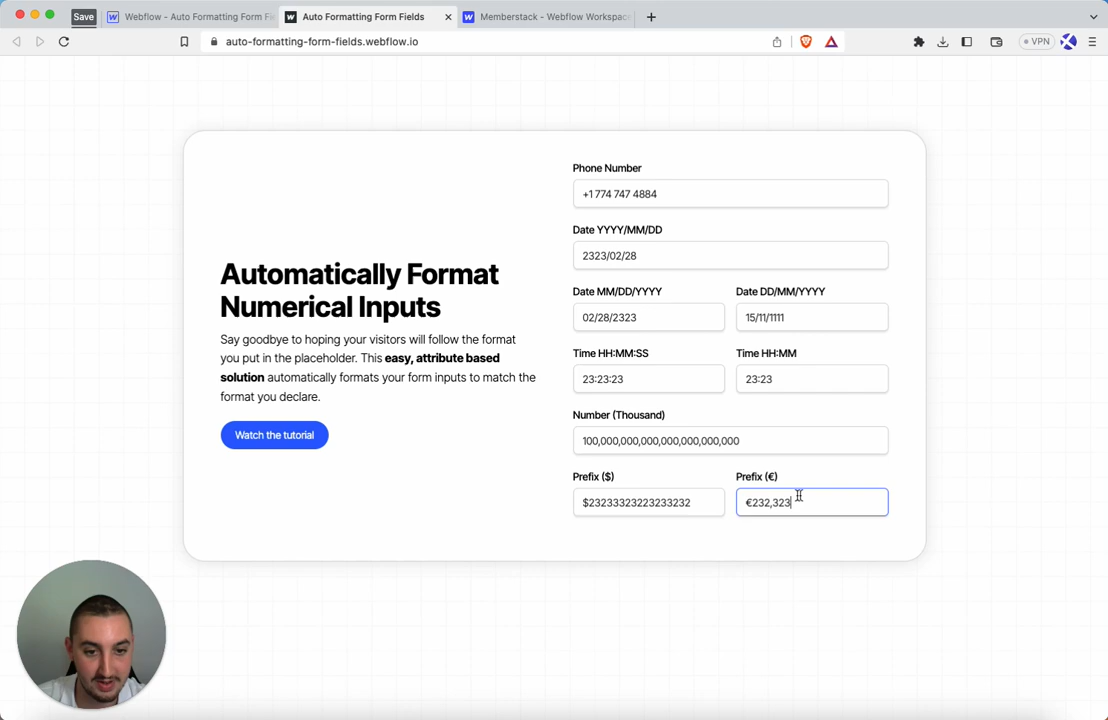 Save
Webflow - Auto Formatting Form Fi
Auto Formatting Form Fields
Memberstack - Webflow Workspace
auto-formatting-form-fields.webflow.io
VPN
Automatically Format
Numerical Inputs
Say goodbye to hoping your visitors will follow the format
you put in the placeholder. This easy, attribute based
solution automatically formats your form inputs to match the
format you declare.
Watch the tutorial
Phone Number
+1 774 747 4884
Date YYYY/MM/DD
2323/02/28
Date MM/DD/YYYY
Date DD/MM/YYYY
02/28/2323
15/11/1111
Time HH:MM:SS
Time HH:MM
23:23:23
23:23
Number (Thousand)
100,000,000,000,000,000,000,000
Prefix ($)
Prefix (€)
$23233323223233232
€232,323